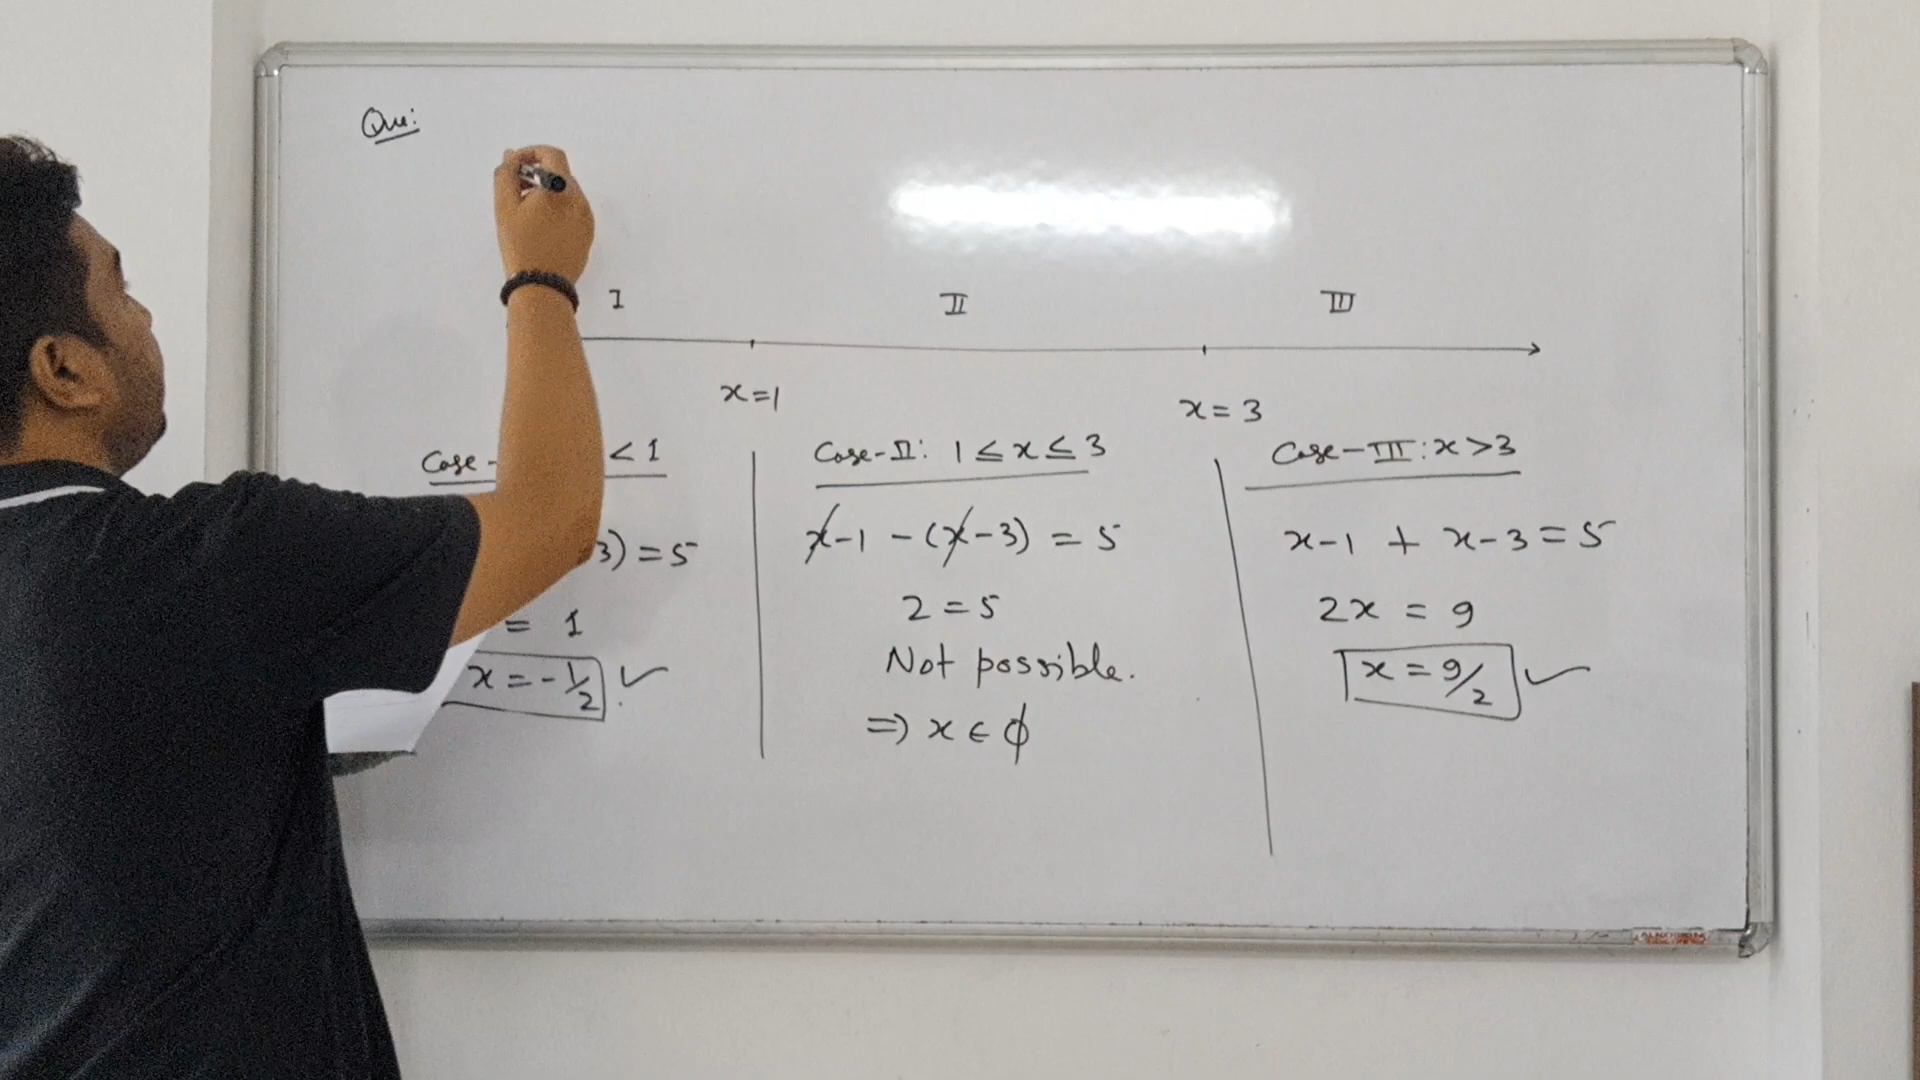 Que:
I II III
x=1 x=3
Case- <1
3) = 5
= 1
x = -1/2 ✓
Case-II: 1 ≤ x ≤ 3
x-1 - (x-3) = 5
2 = 5
Not possible.
⇒ x ∈ ϕ
Case-III: x>3
x-1 + x-3 = 5
2x = 9
x = 9/2 ✓